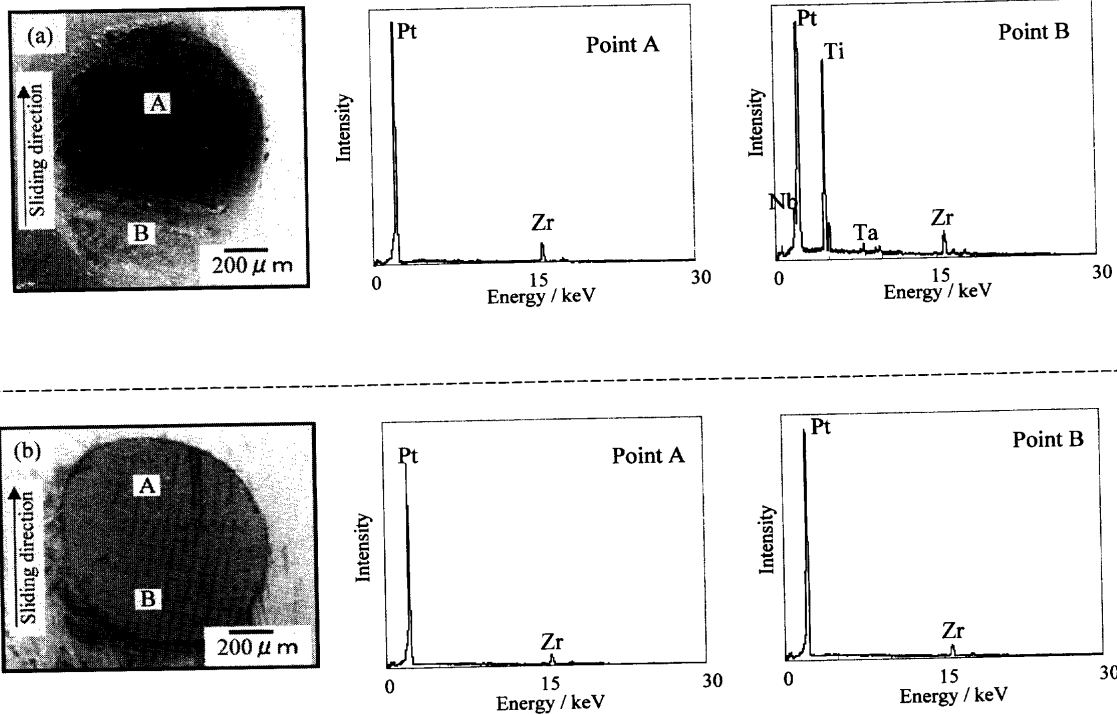 (a)
Sliding direction
A
B
200 μm
Intensity
Pt
Point A
Zr
0
15
30
Energy / keV
Intensity
Pt
Ti
Point B
Nb
Ta
Zr
0
15
30
Energy / keV
(b)
Sliding direction
A
B
200 μm
Intensity
Pt
Point A
Zr
0
15
30
Energy / keV
Intensity
Pt
Point B
Zr
0
15
30
Energy / keV